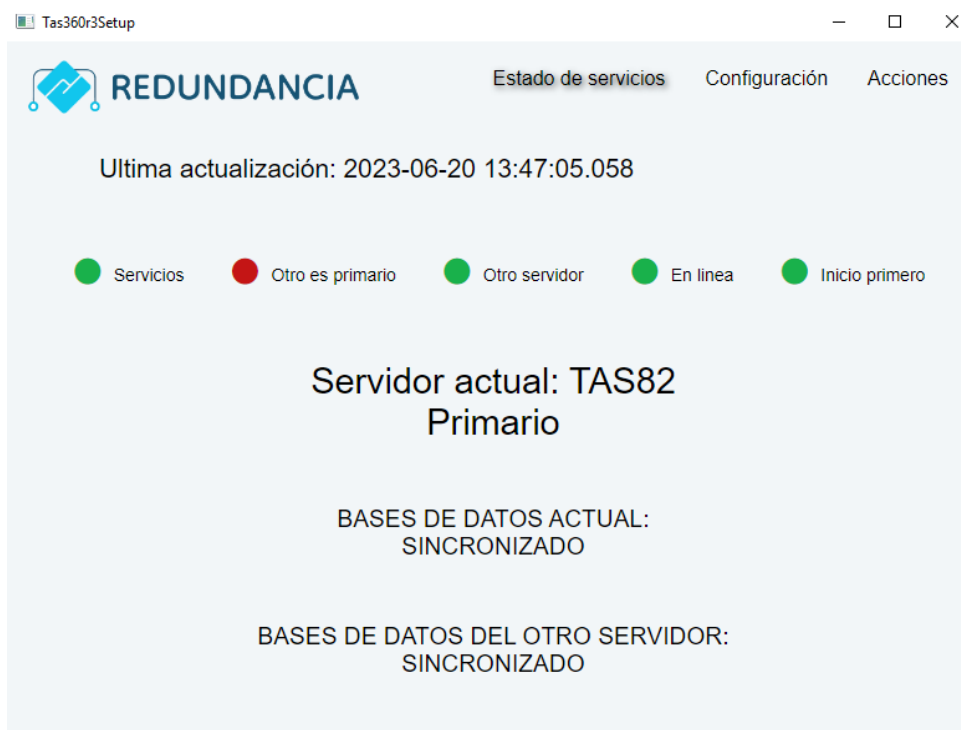 Tas360r3Setup
REDUNDANCIA
Estado de servicios
Configuración
Acciones
Ultima actualización: 2023-06-20 13:47:05.058
Servicios
Otro es primario
Otro servidor
En linea
Inicio primero
Servidor actual: TAS82
Primario
BASES DE DATOS ACTUAL:
SINCRONIZADO
BASES DE DATOS DEL OTRO SERVIDOR:
SINCRONIZADO